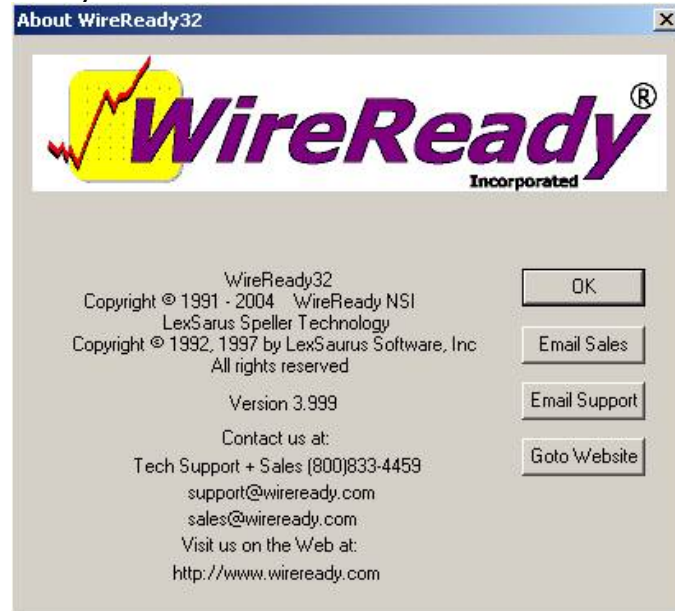 About WireReady32
WireReady®
Incorporated
WireReady32
Copyright © 1991 - 2004 WireReady NSI
LexSarus Speller Technology
Copyright © 1992, 1997 by LexSaurus Software, Inc
All rights reserved
Version 3.999
Contact us at:
Tech Support + Sales (800)833-4459
support@wireready.com
sales@wireready.com
Visit us on the Web at:
http://www.wireready.com
OK
Email Sales
Email Support
Goto Website